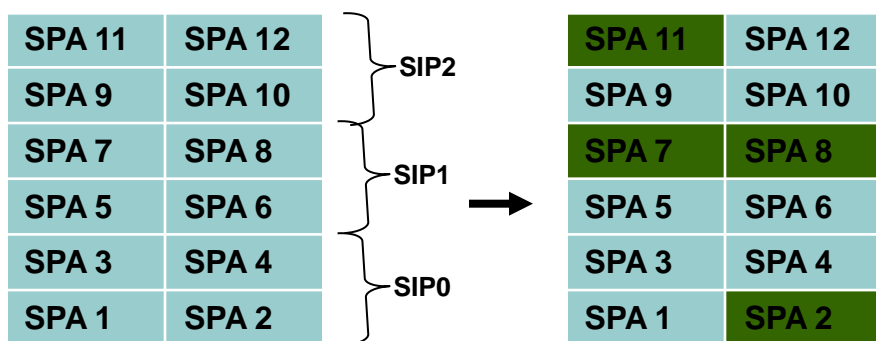 SPA 11 SPA 12 SPA 11 SPA 12
SIP2
SPA 9 SPA 10 SPA 9 SPA 10
SPA 7 SPA 8 SPA 7 SPA 8
SIP1
SPA 5 SPA 6 SPA 5 SPA 6
SPA 3 SPA 4 SPA 3 SPA 4
SIP0
SPA 1 SPA 2 SPA 1 SPA 2